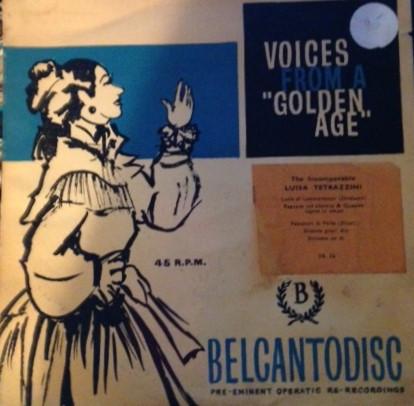 VOICES
FROM A
"GOLDEN
AGE"
The Incomparable
LUISA TETRAZZINI
45 R.P.M.
B
BELCANTODISC
PRE-EMINENT OPERATIC RE-RECORDINGS